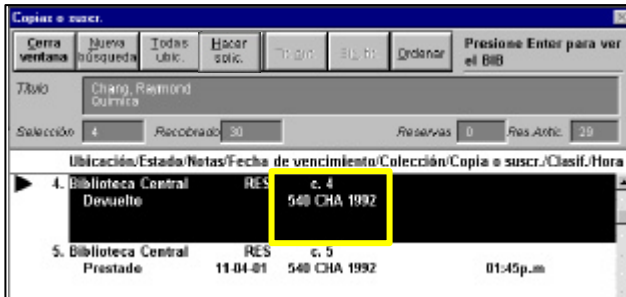 Copias o suscr.
Cerra ventana Nueva búsqueda Todas ubic. Hacer solic. Ordenar Presione Enter para ver el BIB
Título Chang, Raymond
Química
Selección 4 Recobrado 30 Reservas 0 Res.Antic. 29
Ubicación/Estado/Notas/Fecha de vencimiento/Colección/Copia o suscr./Clasif./Hora
4. Biblioteca Central RES c. 4
Devuelto 540 CHA 1992
5. Biblioteca Central RES c. 5
Prestado 11-04-01 540 CHA 1992 01:45p.m